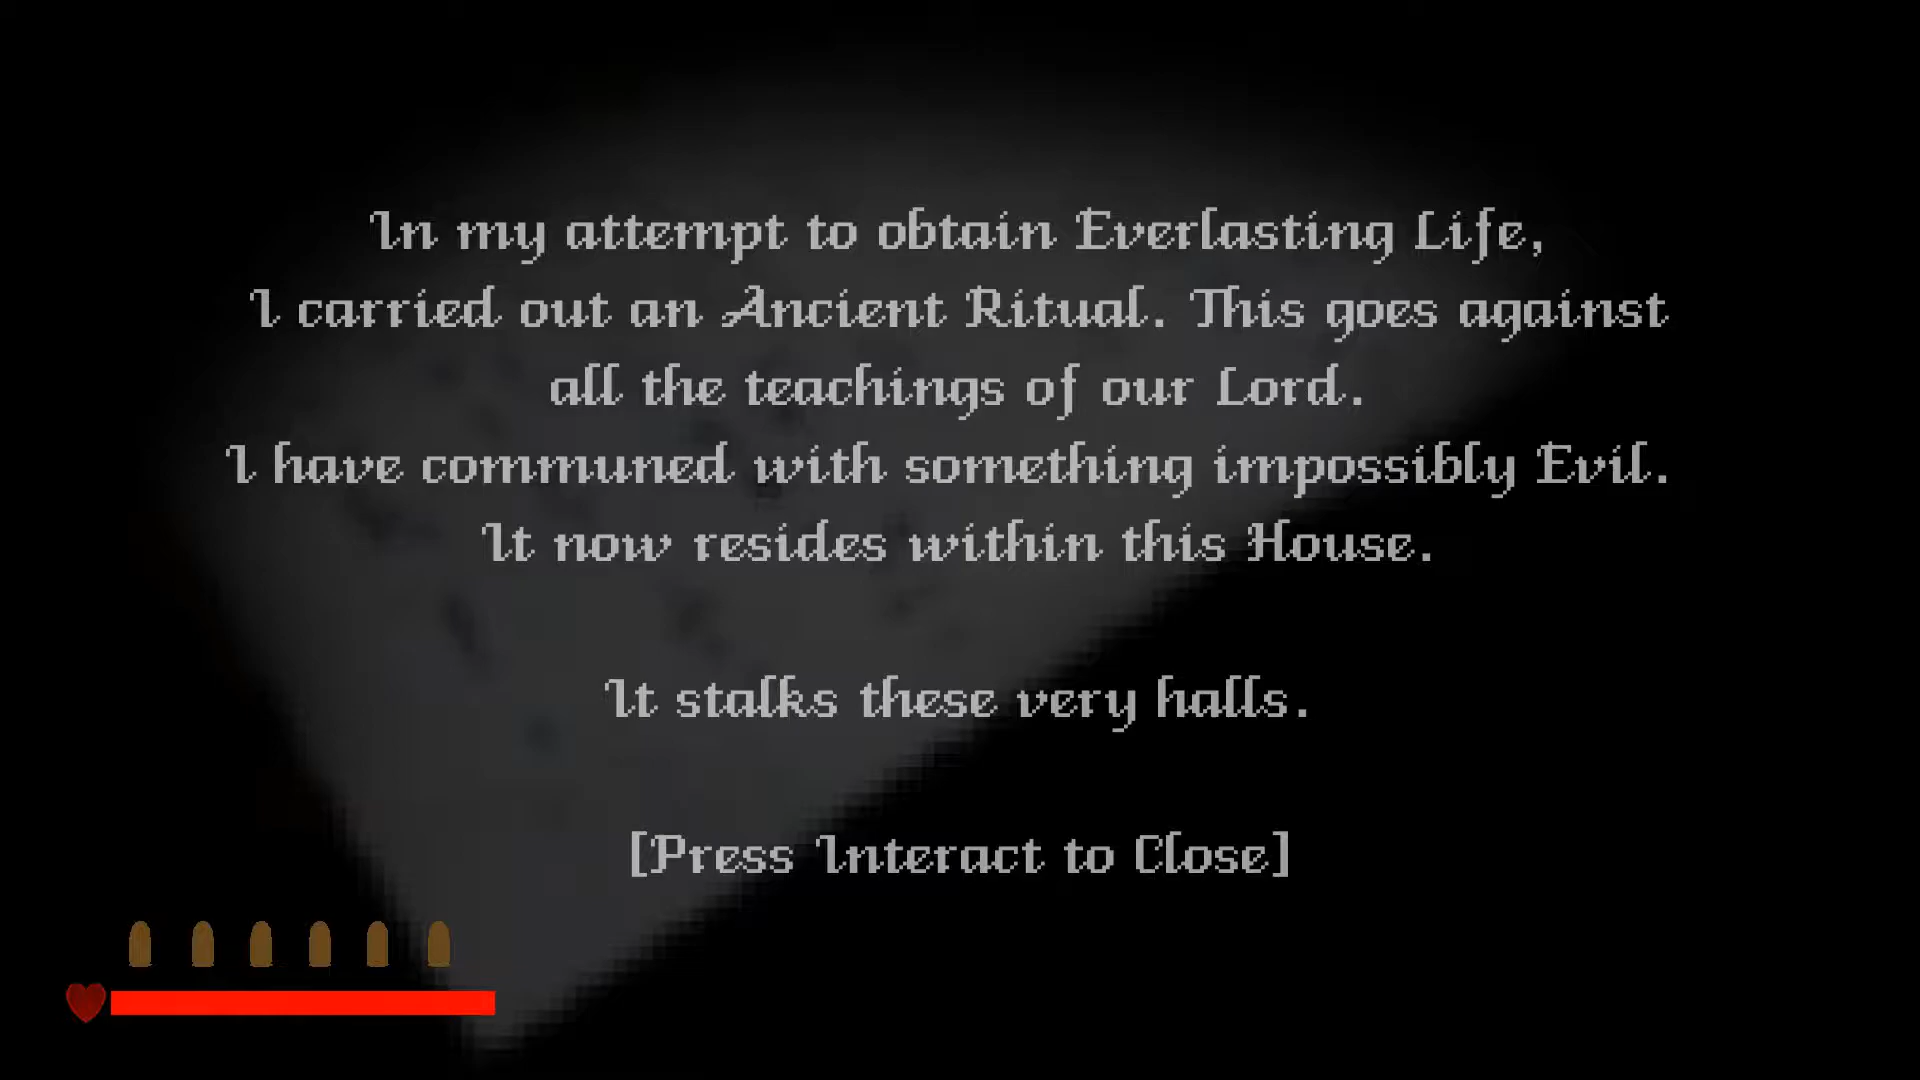 In my attempt to obtain Everlasting Life,
I carried out an Ancient Ritual. This goes against
all the teachings of our Lord.
I have communed with something impossibly Evil.
It now resides within this House.
It stalks these very halls.
[Press Interact to Close]